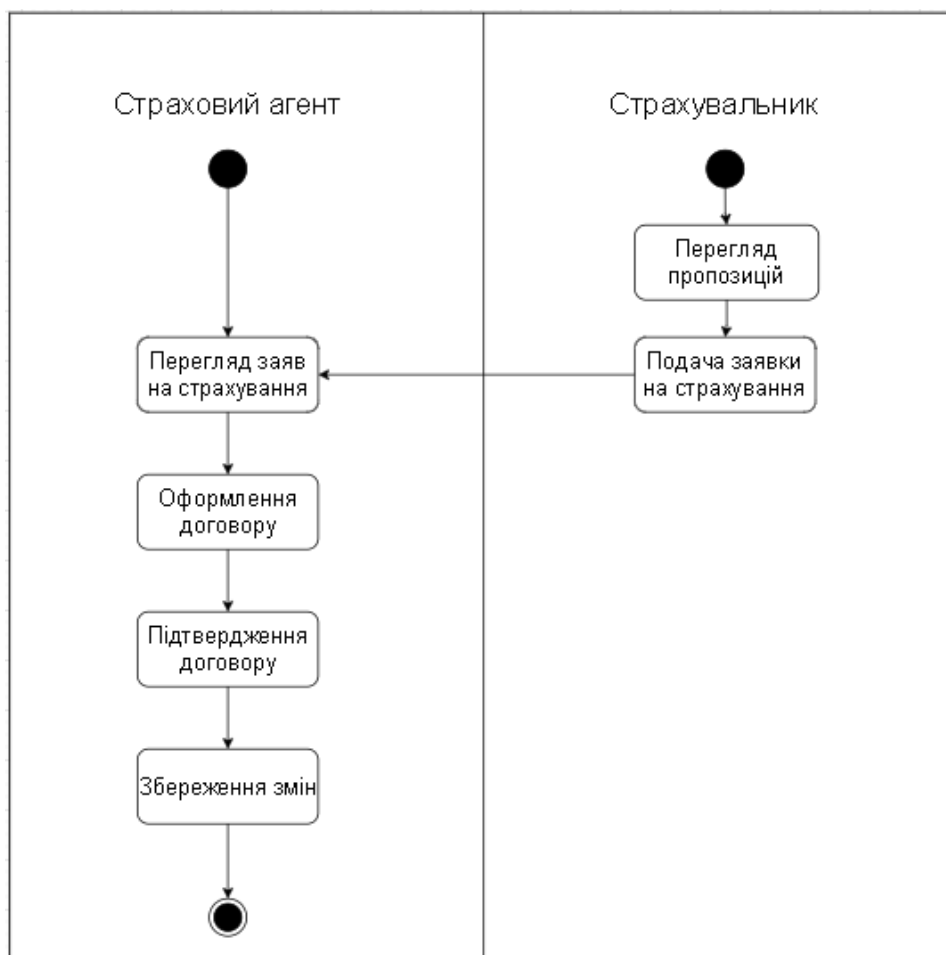 Страховий агент
Страхувальник
Перегляд
пропозицій
Перегляд заяв
на страхування
Подача заявки
на страхування
Оформлення
договору
Підтвердження
договору
Збереження змін